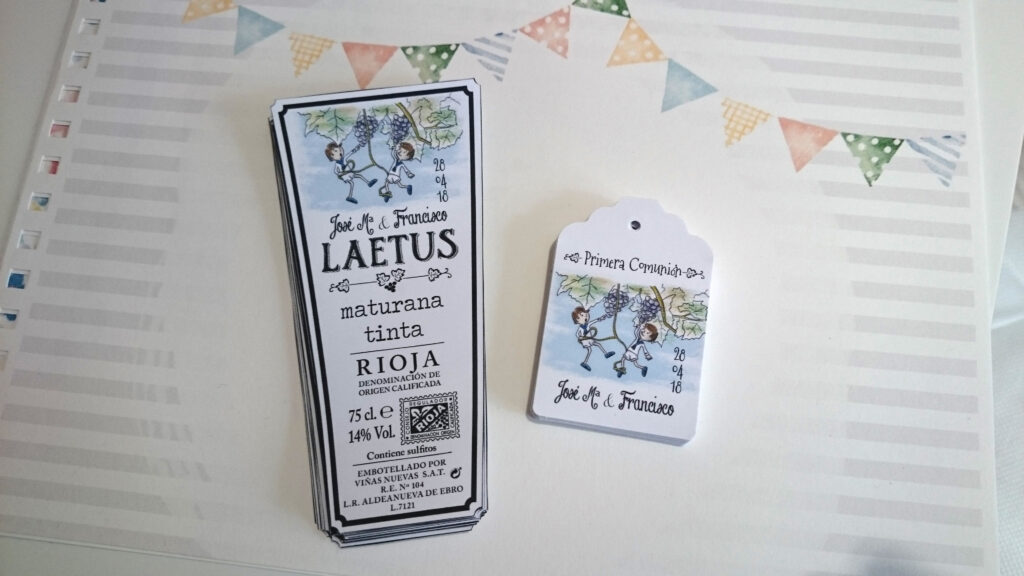 28
04
18
José Mª & Francisco
LAETUS
maturana
tinta
RIOJA
DENOMINACIÓN DE
ORIGEN CALIFICADA
75 cl. e
14% Vol.
Contiene sulfitos
EMBOTELLADO POR
VIÑAS NUEVAS S.A.T.
R.E. Nº 104
L.R. ALDEANUEVA DE EBRO
L.7121
Primera Comunión
28
04
18
José Mª & Francisco